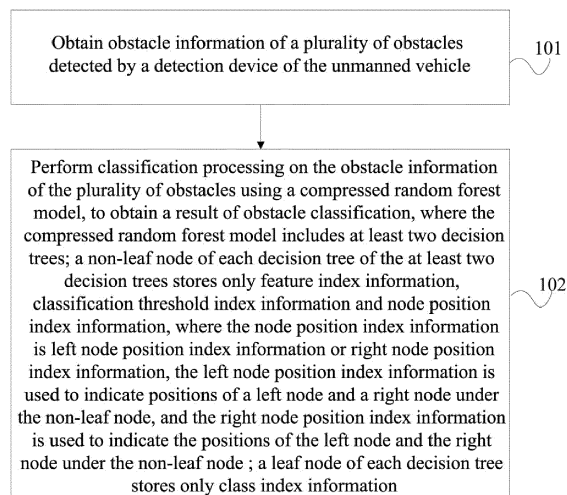 Obtain obstacle information of a plurality of obstacles
detected by a detection device of the unmanned vehicle
101
Perform classification processing on the obstacle information
of the plurality of obstacles using a compressed random forest
model, to obtain a result of obstacle classification, where the
compressed random forest model includes at least two decision
trees; a non-leaf node of each decision tree of the at least two
decision trees stores only feature index information,
classification threshold index information and node position
index information, where the node position index information
is left node position index information or right node position
index information, the left node position index information is
used to indicate positions of a left node and a right node under
the non-leaf node, and the right node position index information
is used to indicate the positions of the left node and the right
node under the non-leaf node ; a leaf node of each decision tree
stores only class index information
102